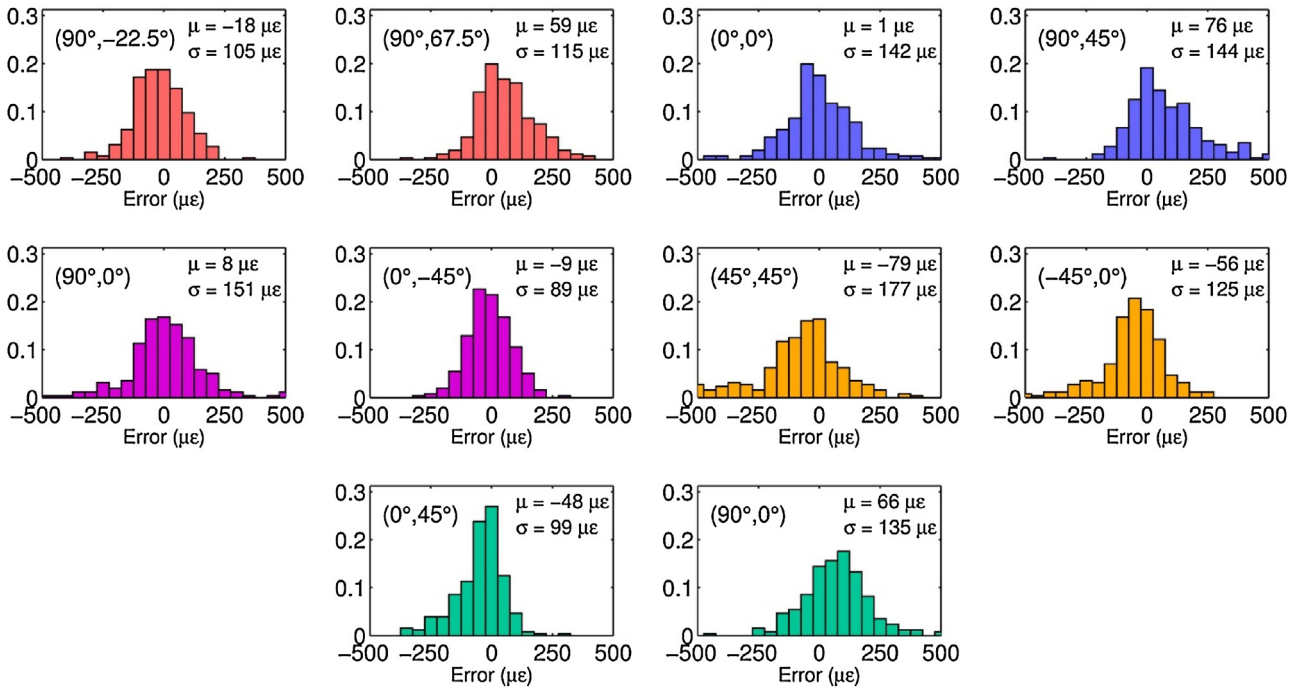 0.3
0.2
0.1
0
(90°,−22.5°)
μ = −18 με
σ = 105 με
−500 −250 0 250 500
Error (με)
0.3
0.2
0.1
0
(90°,67.5°)
μ = 59 με
σ = 115 με
−500 −250 0 250 500
Error (με)
0.3
0.2
0.1
0
(0°,0°)
μ = 1 με
σ = 142 με
−500 −250 0 250 500
Error (με)
0.3
0.2
0.1
0
(90°,45°)
μ = 76 με
σ = 144 με
−500 −250 0 250 500
Error (με)
0.3
0.2
0.1
0
(90°,0°)
μ = 8 με
σ = 151 με
−500 −250 0 250 500
Error (με)
0.3
0.2
0.1
0
(0°,−45°)
μ = −9 με
σ = 89 με
−500 −250 0 250 500
Error (με)
0.3
0.2
0.1
0
(45°,45°)
μ = −79 με
σ = 177 με
−500 −250 0 250 500
Error (με)
0.3
0.2
0.1
0
(−45°,0°)
μ = −56 με
σ = 125 με
−500 −250 0 250 500
Error (με)
0.3
0.2
0.1
0
(0°,45°)
μ = −48 με
σ = 99 με
−500 −250 0 250 500
Error (με)
0.3
0.2
0.1
0
(90°,0°)
μ = 66 με
σ = 135 με
−500 −250 0 250 500
Error (με)